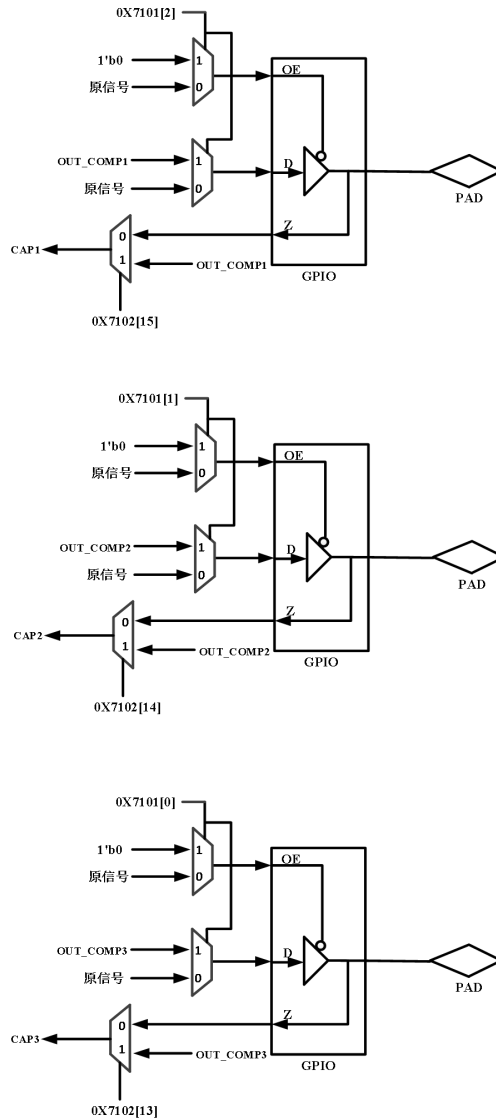 0X7101[2]
1'b0
1
OE
原信号
0
OUT_COMP1
1
D
原信号
0
PAD
Z
0
CAP1
1
OUT_COMP1
GPIO
0X7102[15]
0X7101[1]
1'b0
1
OE
原信号
0
OUT_COMP2
1
D
原信号
0
PAD
Z
0
CAP2
1
OUT_COMP2
GPIO
0X7102[14]
0X7101[0]
1'b0
1
OE
原信号
0
OUT_COMP3
1
D
原信号
0
PAD
Z
0
CAP3
1
OUT_COMP3
GPIO
0X7102[13]